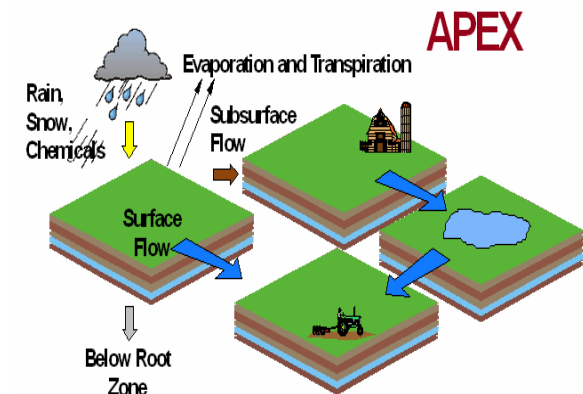 APEX
Evaporation and Transpiration
Rain,
Snow,
Chemicals
Subsurface
Flow
Surface
Flow
Below Root
Zone